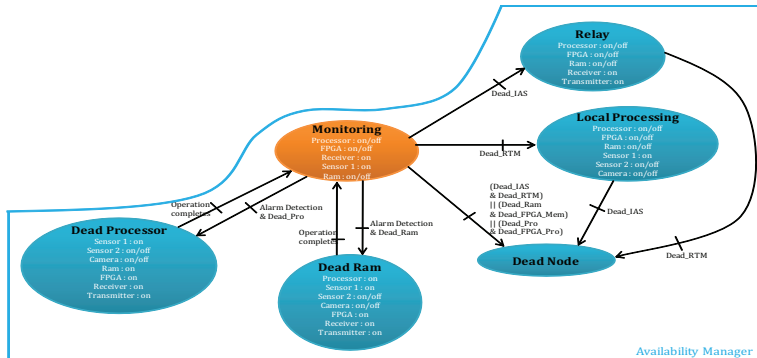 Relay
Processor : on/off
FPGA : on/off
Ram : on/off
Receiver : on
Transmitter: on
Dead_IAS
Monitoring
Processor : on/off
FPGA : on/off
Receiver : on
Sensor 1 : on
Ram : on/off
Dead_RTM
Local Processing
Processor : on/off
FPGA : on/off
Ram : on/off
Sensor 1 : on
Sensor 2 : on/off
Camera : on/off
Operation
completes
Alarm Detection
& Dead_Pro
Operation
completes
Alarm Detection
& Dead_Ram
(Dead_IAS
& Dead_RTM)
|| (Dead_Ram
& Dead_FPGA_Mem)
|| (Dead_Pro
& Dead_FPGA_Pro)
Dead_IAS
Dead_RTM
Dead Processor
Sensor 1 : on
Sensor 2 : on/off
Camera : on/off
Ram : on
FPGA : on
Receiver : on
Transmitter : on
Dead Ram
Processor : on
Sensor 1 : on
Sensor 2 : on/off
Camera : on/off
FPGA : on
Receiver : on
Transmitter : on
Dead Node
Availability Manager